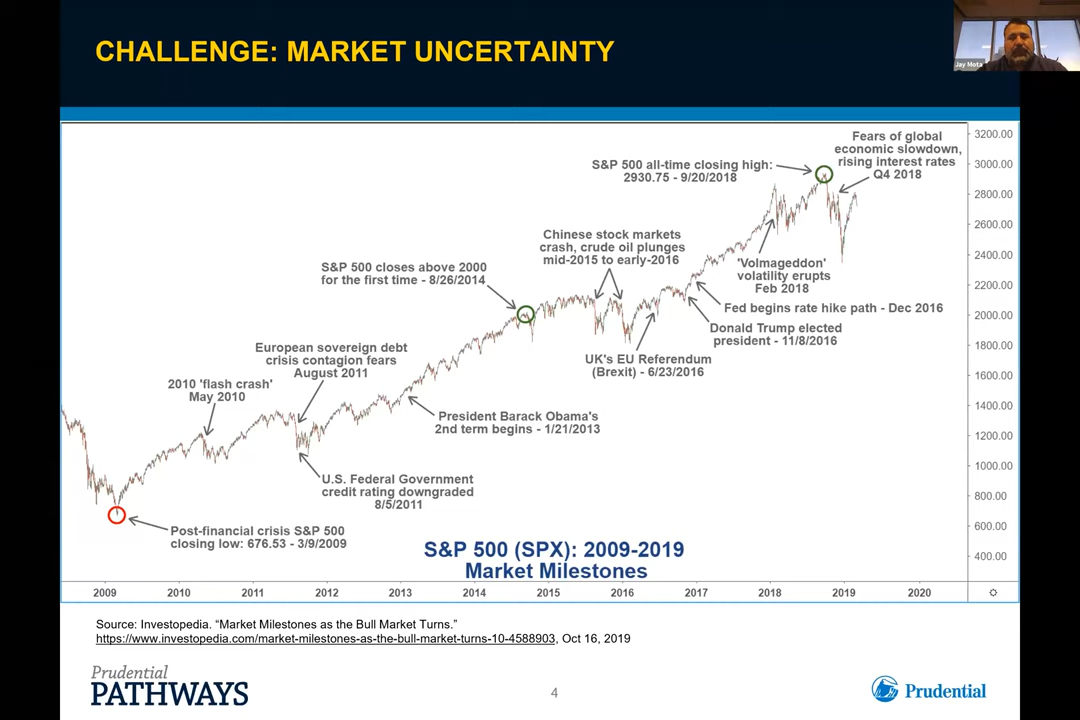 CHALLENGE: MARKET UNCERTAINTY
Jay Mota
Fears of global
economic slowdown,
rising interest rates
Q4 2018
S&P 500 all-time closing high:
2930.75 - 9/20/2018
Chinese stock markets
crash, crude oil plunges
mid-2015 to early-2016
'Volmageddon'
volatility erupts
Feb 2018
S&P 500 closes above 2000
for the first time - 8/26/2014
Fed begins rate hike path - Dec 2016
Donald Trump elected
president - 11/8/2016
UK's EU Referendum
(Brexit) - 6/23/2016
European sovereign debt
crisis contagion fears
August 2011
2010 'flash crash'
May 2010
President Barack Obama's
2nd term begins - 1/21/2013
U.S. Federal Government
credit rating downgraded
8/5/2011
Post-financial crisis S&P 500
closing low: 676.53 - 3/9/2009
S&P 500 (SPX): 2009-2019
Market Milestones
3200.00
3000.00
2800.00
2600.00
2400.00
2200.00
2000.00
1800.00
1600.00
1400.00
1200.00
1000.00
800.00
600.00
400.00
2009 2010 2011 2012 2013 2014 2015 2016 2017 2018 2019 2020
Source: Investopedia. “Market Milestones as the Bull Market Turns.”
https://www.investopedia.com/market-milestones-as-the-bull-market-turns-10-4588903, Oct 16, 2019
Prudential
PATHWAYS
4
Prudential